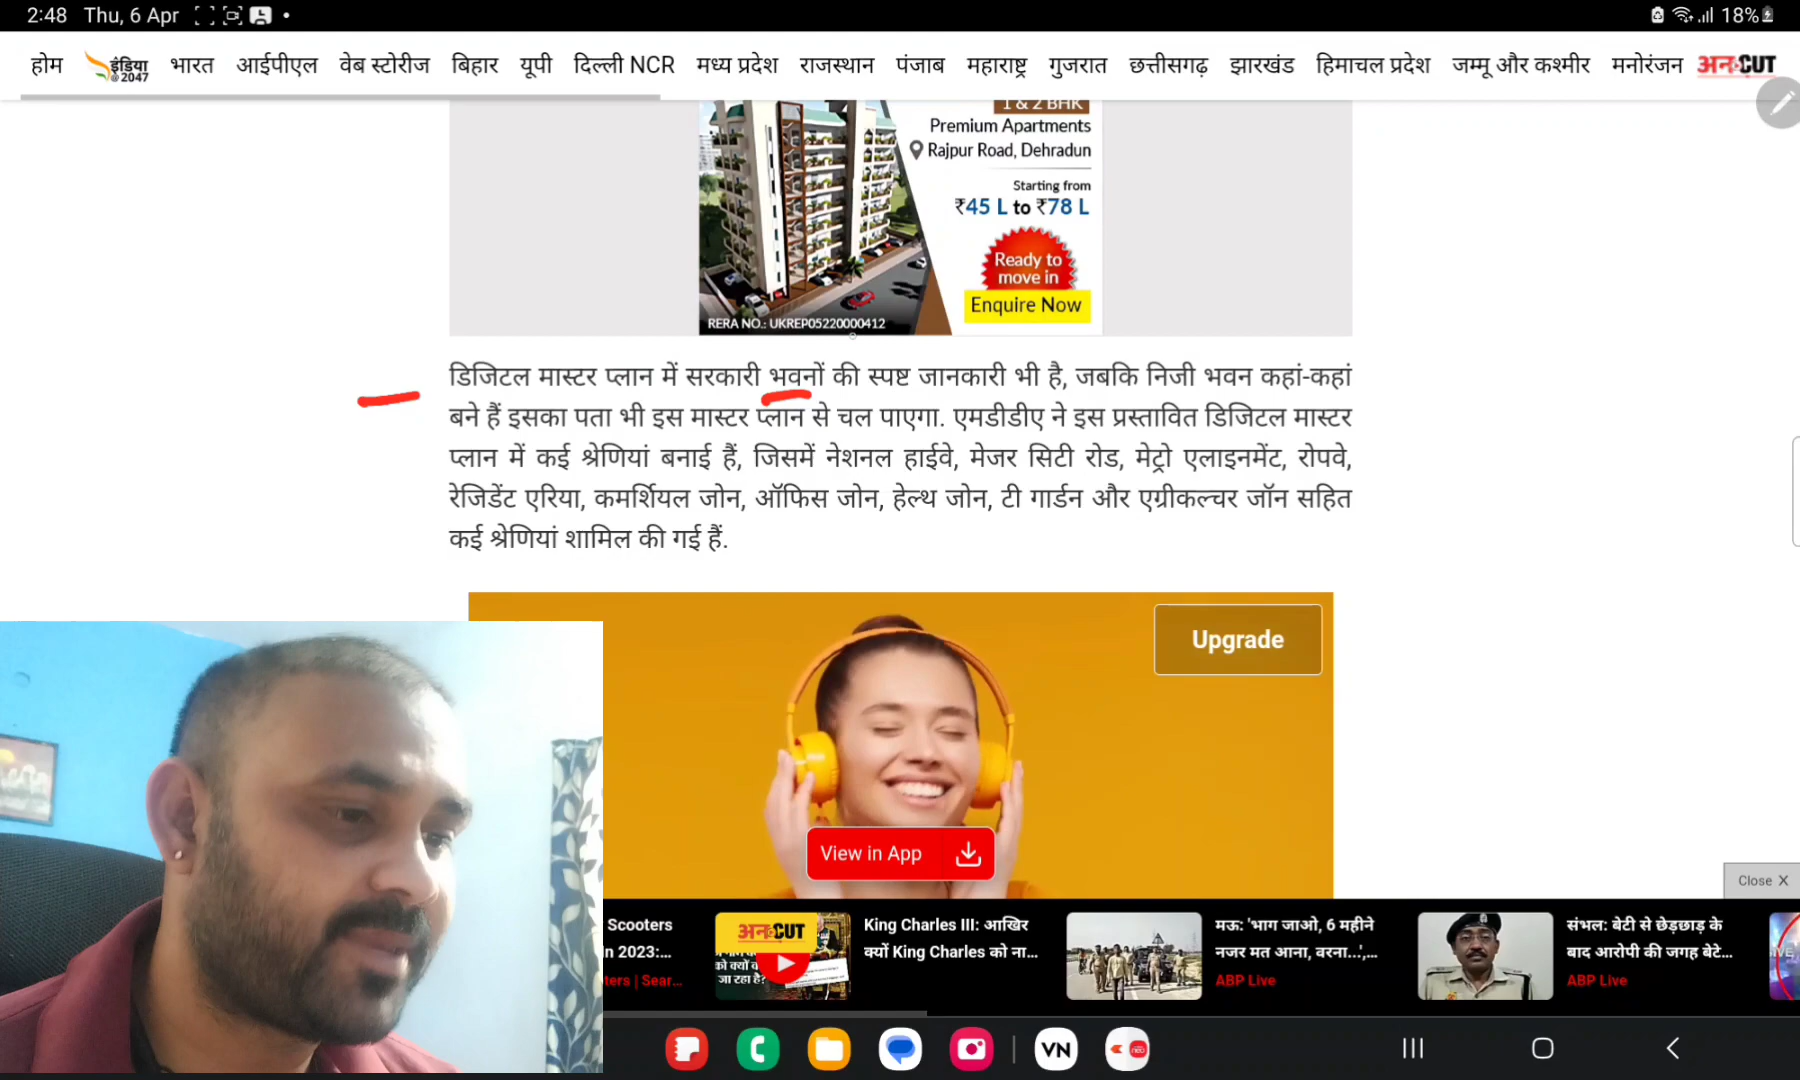 2:48 Thu, 6 Apr
18%
होम इंडिया @2047 भारत आईपीएल वेब स्टोरीज बिहार यूपी दिल्ली NCR मध्य प्रदेश राजस्थान पंजाब महाराष्ट्र गुजरात छत्तीसगढ़ झारखंड हिमाचल प्रदेश जम्मू और कश्मीर मनोरंजन अनCUT
1 & 2 BHK
Premium Apartments
Rajpur Road, Dehradun
Starting from
₹45 L to ₹78 L
Ready to
move in
Enquire Now
RERA NO.: UKREP05220000412
डिजिटल मास्टर प्लान में सरकारी भवनों की स्पष्ट जानकारी भी है, जबकि निजी भवन कहां-कहां
बने हैं इसका पता भी इस मास्टर प्लान से चल पाएगा. एमडीडीए ने इस प्रस्तावित डिजिटल मास्टर
प्लान में कई श्रेणियां बनाई हैं, जिसमें नेशनल हाईवे, मेजर सिटी रोड, मेट्रो एलाइनमेंट, रोपवे,
रेजिडेंट एरिया, कमर्शियल जोन, ऑफिस जोन, हेल्थ जोन, टी गार्डन और एग्रीकल्चर जॉन सहित
कई श्रेणियां शामिल की गई हैं.
Upgrade
View in App
Close X
Scooters
n 2023:...
ters | Sear...
अनCUT
को क्यों
जा रहा है?
King Charles III: आखिर
क्यों King Charles को ना...
मऊ: 'भाग जाओ, 6 महीने
नजर मत आना, वरना...',...
ABP Live
संभल: बेटी से छेड़छाड़ के
बाद आरोपी की जगह बेटे...
ABP Live
VN